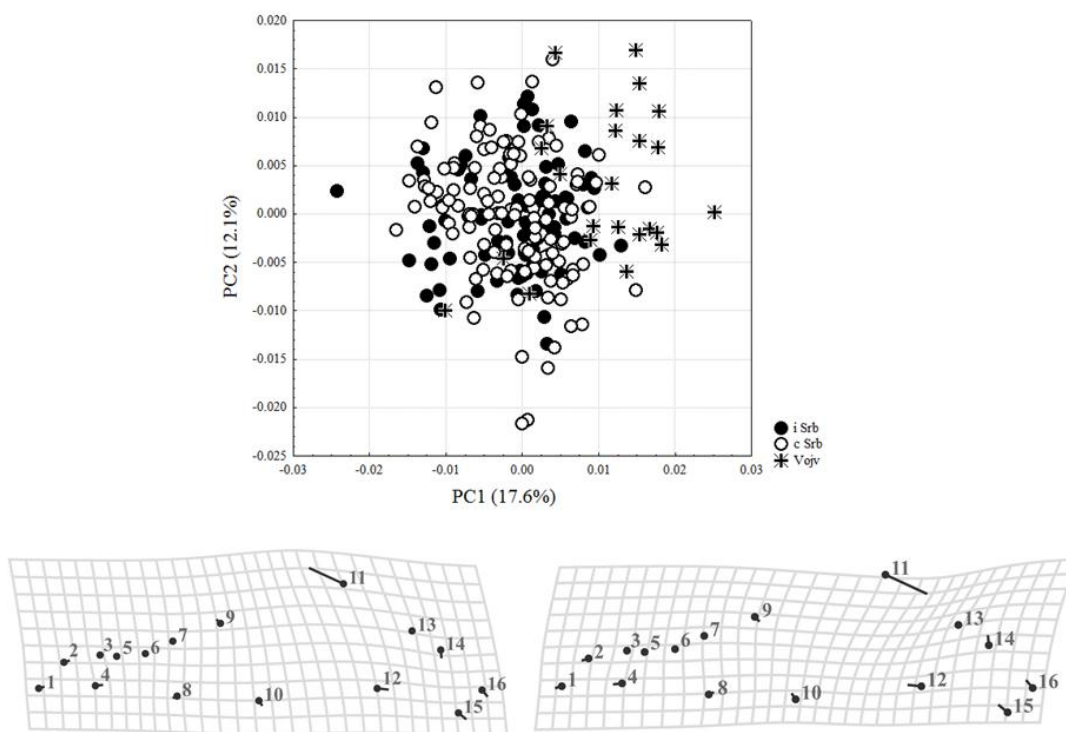 0.020
0.015
0.010
0.005
0.000
-0.005
-0.010
-0.015
-0.020
-0.025
PC2 (12.1%)
-0.03 -0.02 -0.01 0.00 0.01 0.02 0.03
PC1 (17.6%)
i Srb
c Srb
Vojv
1 2 3 4 5 6 7 8 9 10 11 12 13 14 15 16
1 2 3 4 5 6 7 8 9 10 11 12 13 14 15 16